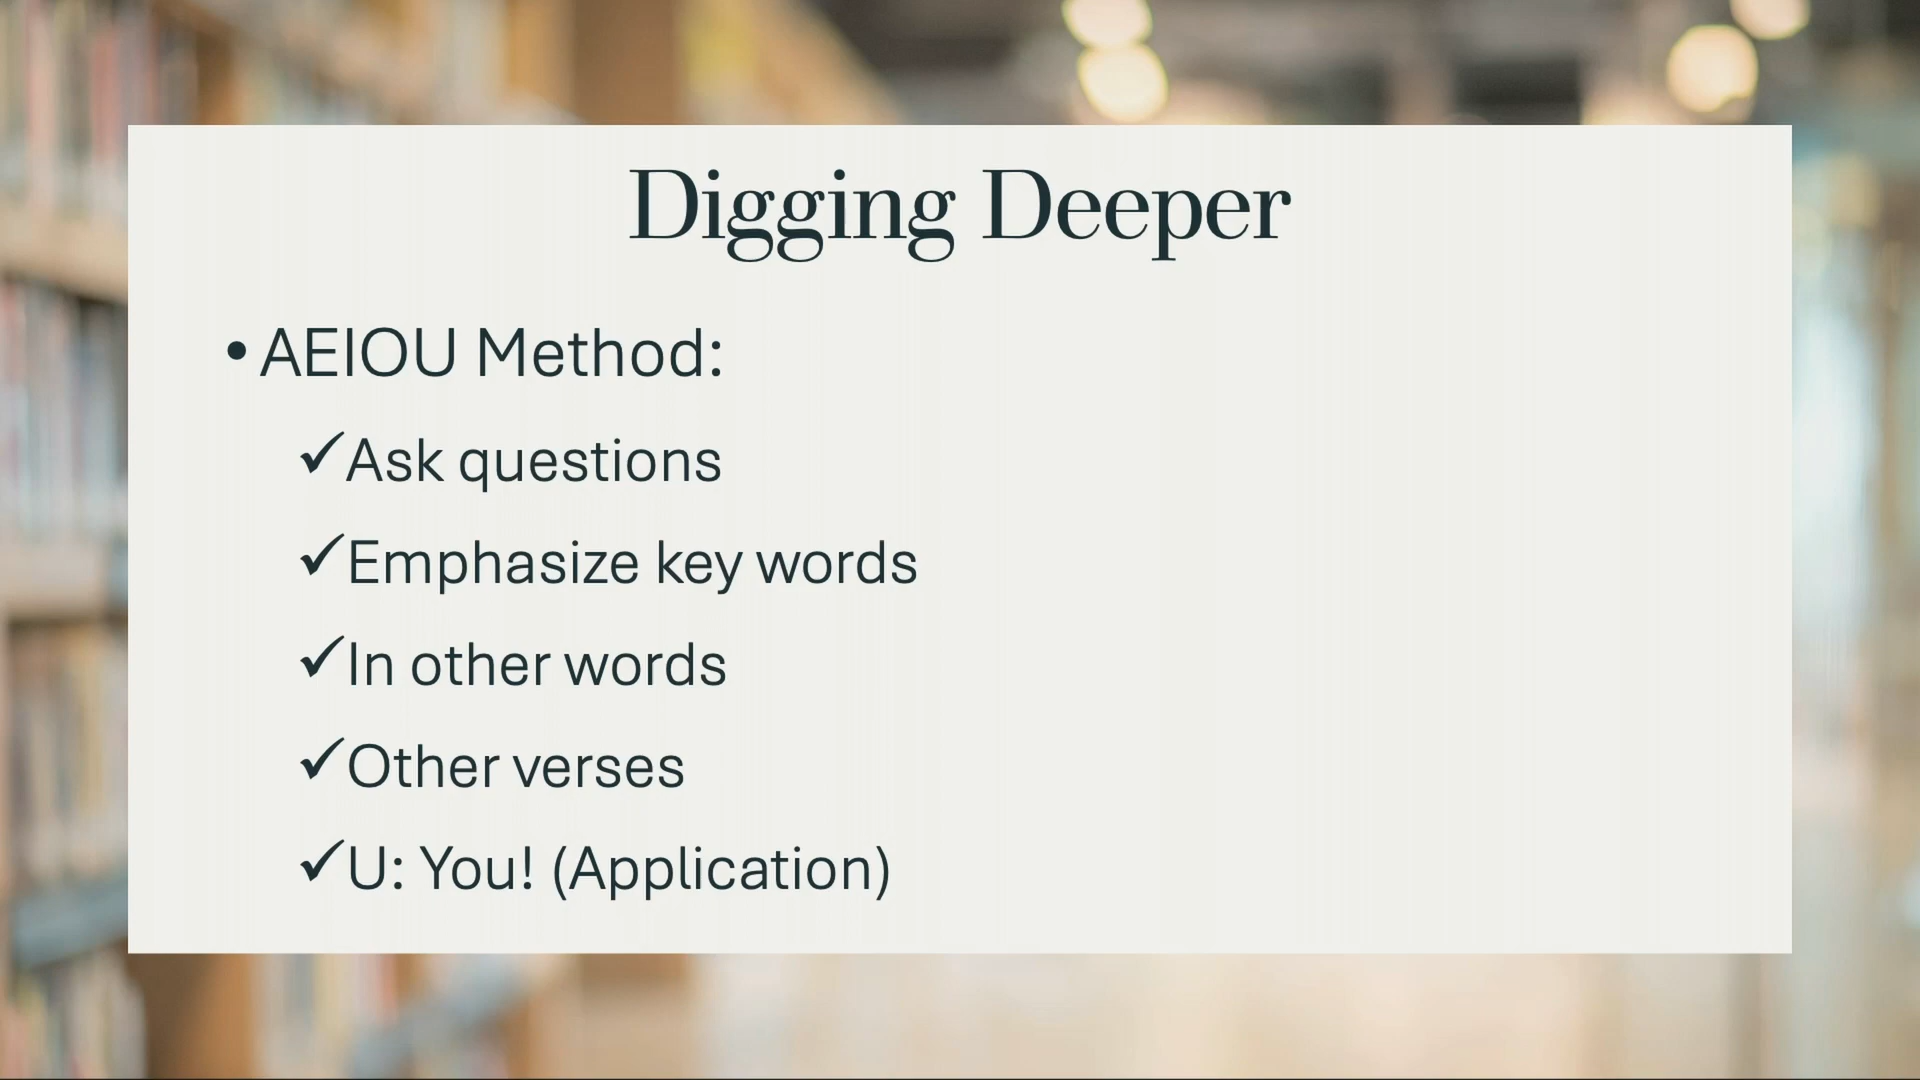 Digging Deeper
• AEIOU Method:
✓Ask questions
✓Emphasize key words
✓In other words
✓Other verses
✓U: You! (Application)